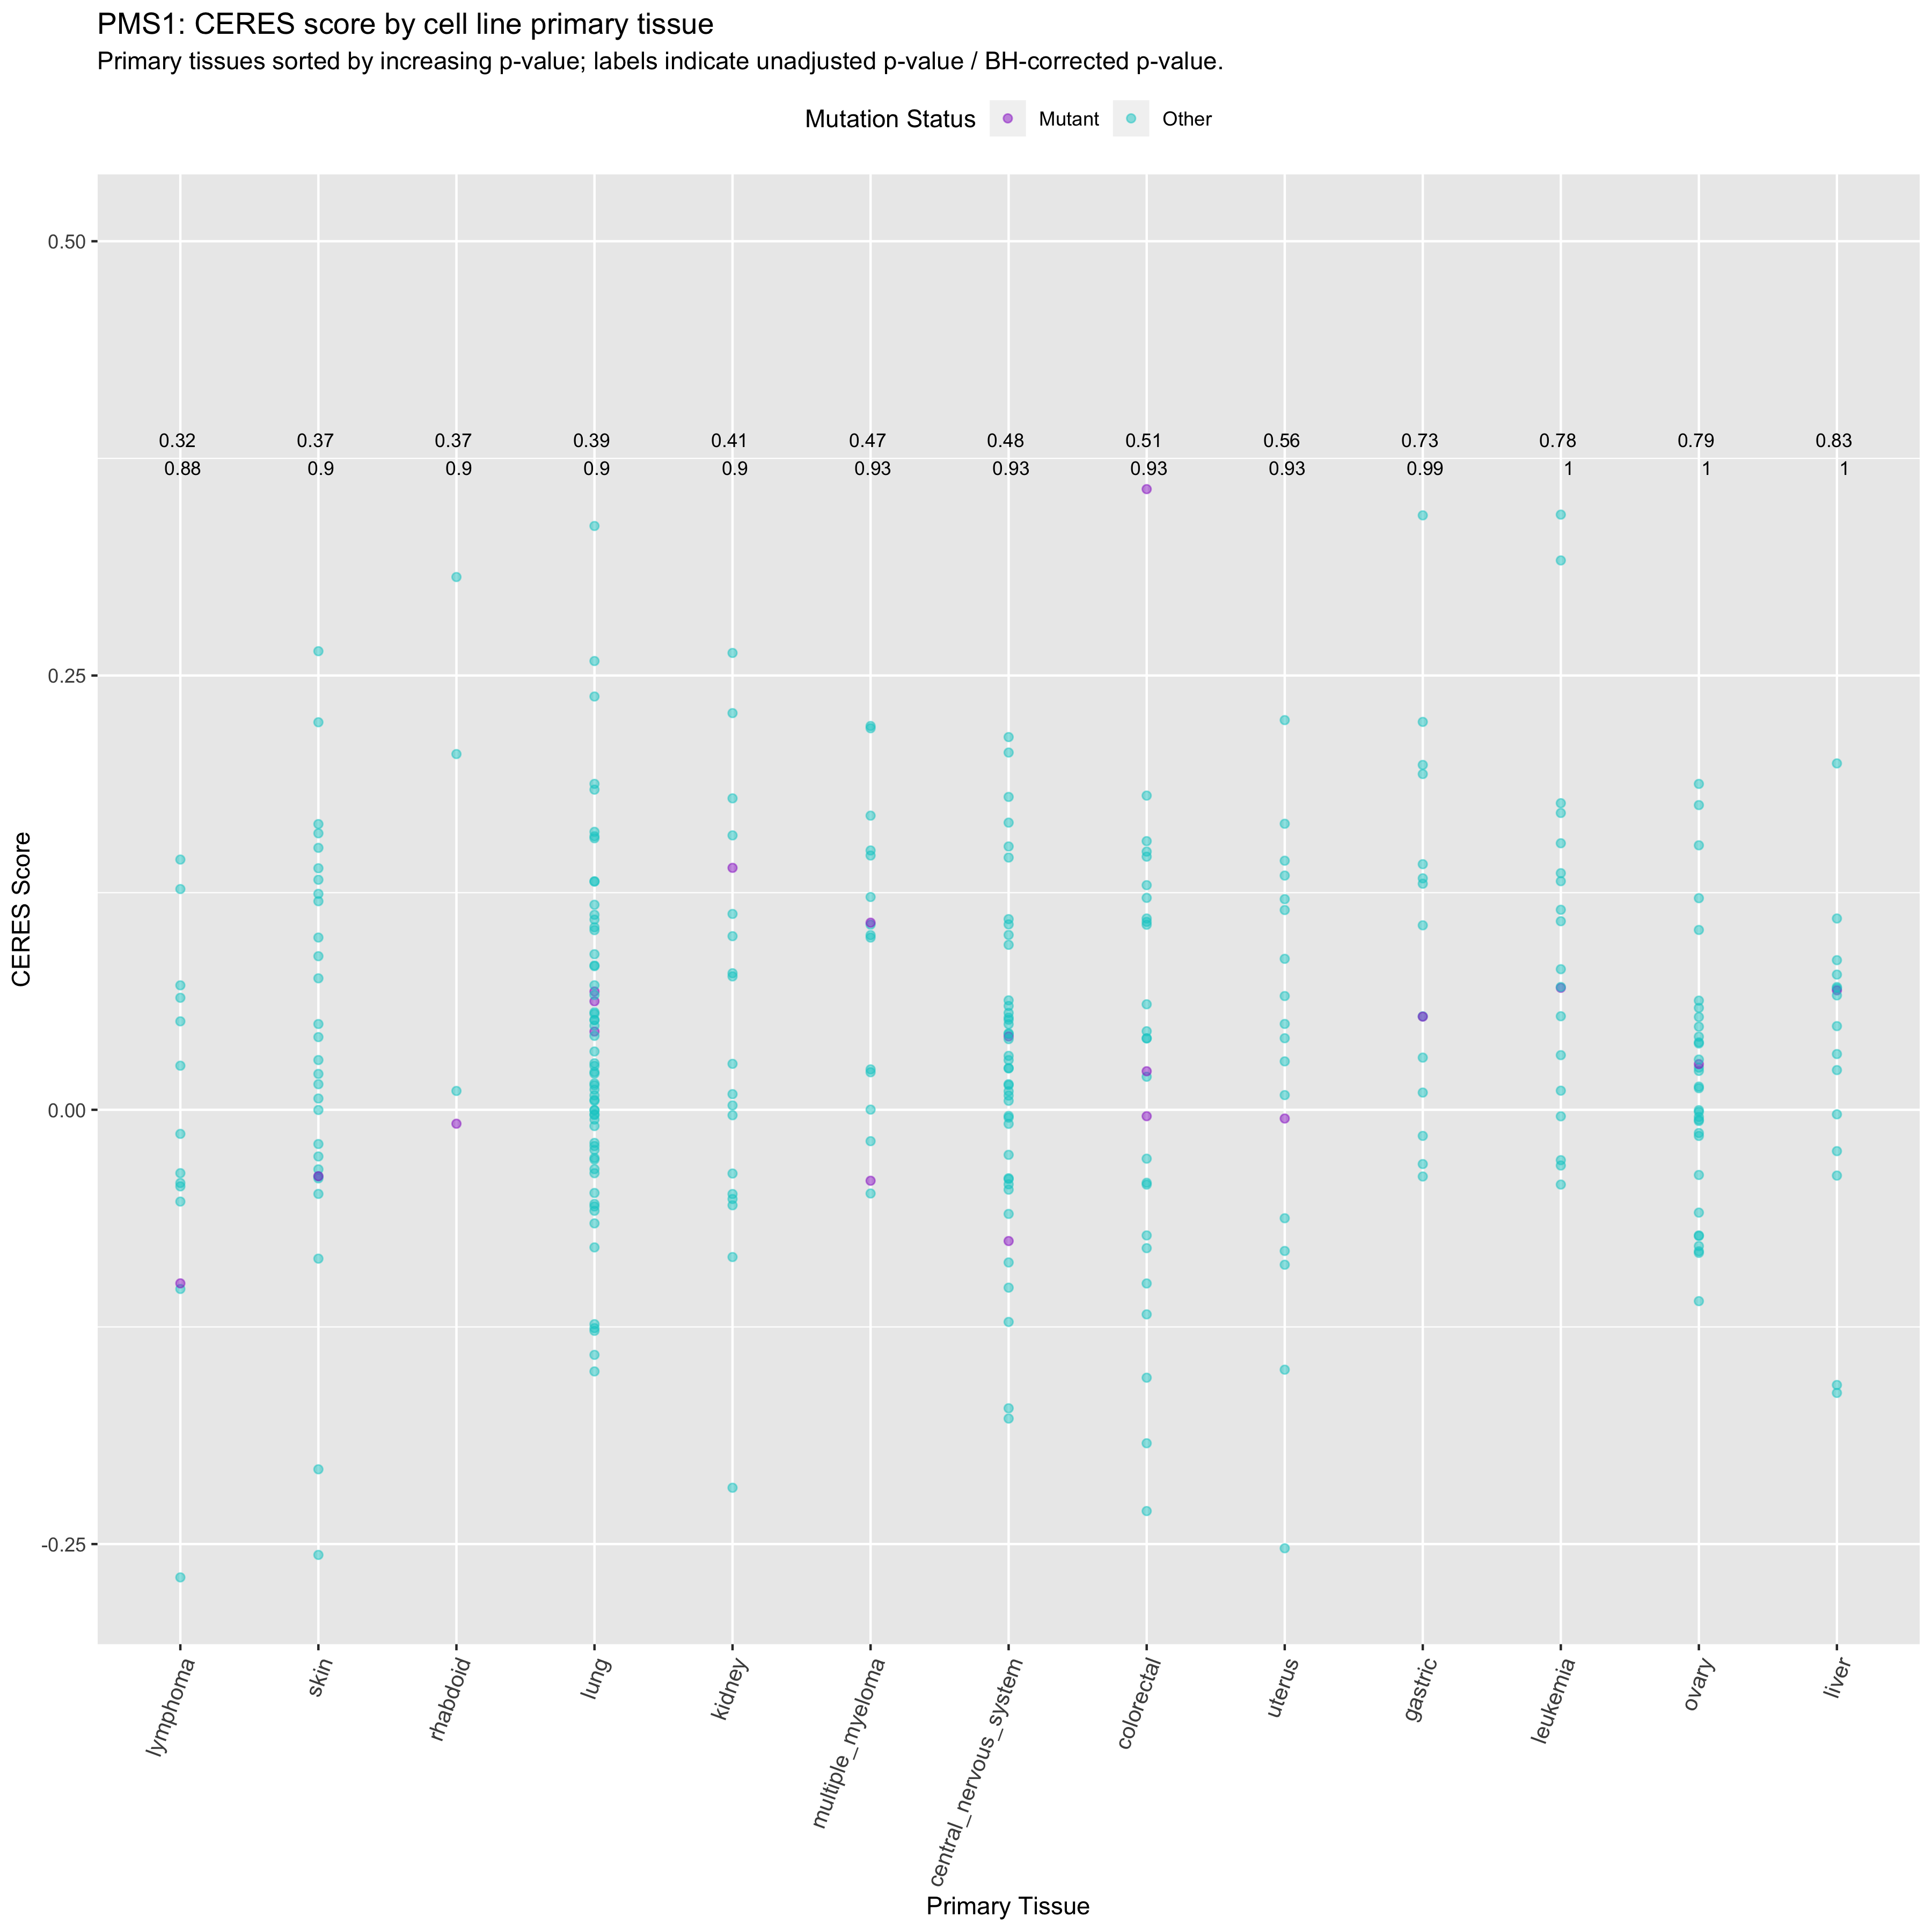 PMS1: CERES score by cell line primary tissue
Primary tissues sorted by increasing p-value; labels indicate unadjusted p-value / BH-corrected p-value.
Mutation Status Mutant Other
0.50
0.32 0.37 0.37 0.39 0.41 0.47 0.48 0.51 0.56 0.73 0.78 0.79 0.83
0.88 0.9 0.9 0.9 0.9 0.93 0.93 0.93 0.93 0.99 1 1 1
0.25
CERES Score
0.00
-0.25
lymphoma skin rhabdoid lung kidney multiple_myeloma central_nervous_system colorectal uterus gastric leukemia ovary liver
Primary Tissue